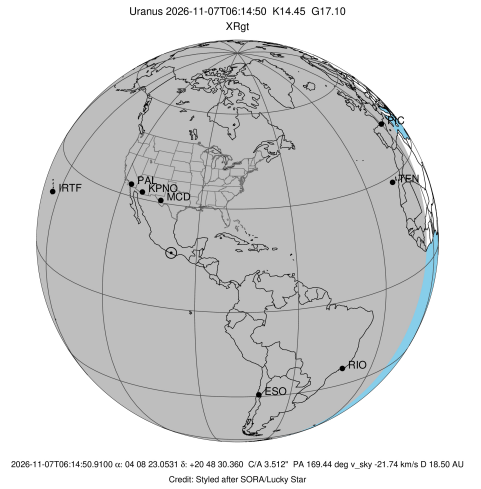 Uranus 2026-11-07T06:14:50 K14.45 G17.10
XRgt
PIC
TEN
IRTF
PAL
KPNO
MCD
RIO
ESO
2026-11-07T06:14:50.9100 α: 04 08 23.0531 δ: +20 48 30.360 C/A 3.512" PA 169.44 deg v_sky -21.74 km/s D 18.50 AU
Credit: Styled after SORA/Lucky Star